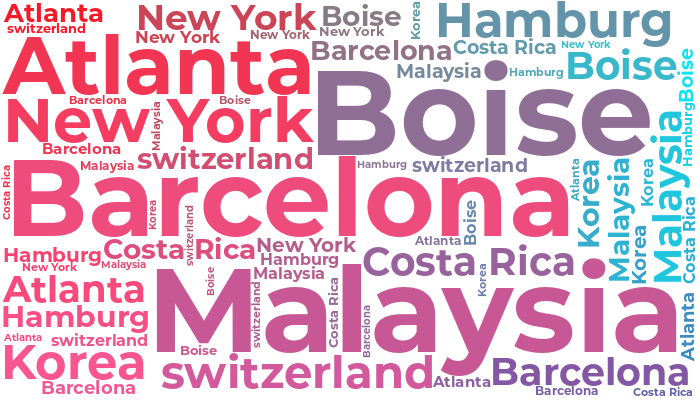 Atlanta
switzerland
New York
New York
New York
Boise
New York
Korea
Hamburg
Atlanta
Barcelona
Costa Rica
New York
Malaysia
Hamburg
Boise
Boise
Barcelona
Boise
New York
Malaysia
Boise
Barcelona
Malaysia
switzerland
Hamburg
switzerland
Hamburg
Malaysia
Costa Rica
Barcelona
Korea
switzerland
Atlanta
Korea
Malaysia
Korea
Korea
Costa Rica
Boise
Atlanta
Hamburg
New York
Costa Rica
Malaysia
New York
Hamburg
Malaysia
Costa Rica
Korea
Boise
switzerland
Costa Rica
Barcelona
Atlanta
Hamburg
Malaysia
Atlanta
Atlanta
switzerland
Korea
Boise
Barcelona
switzerland
Atlanta
Barcelona
Barcelona
Costa Rica